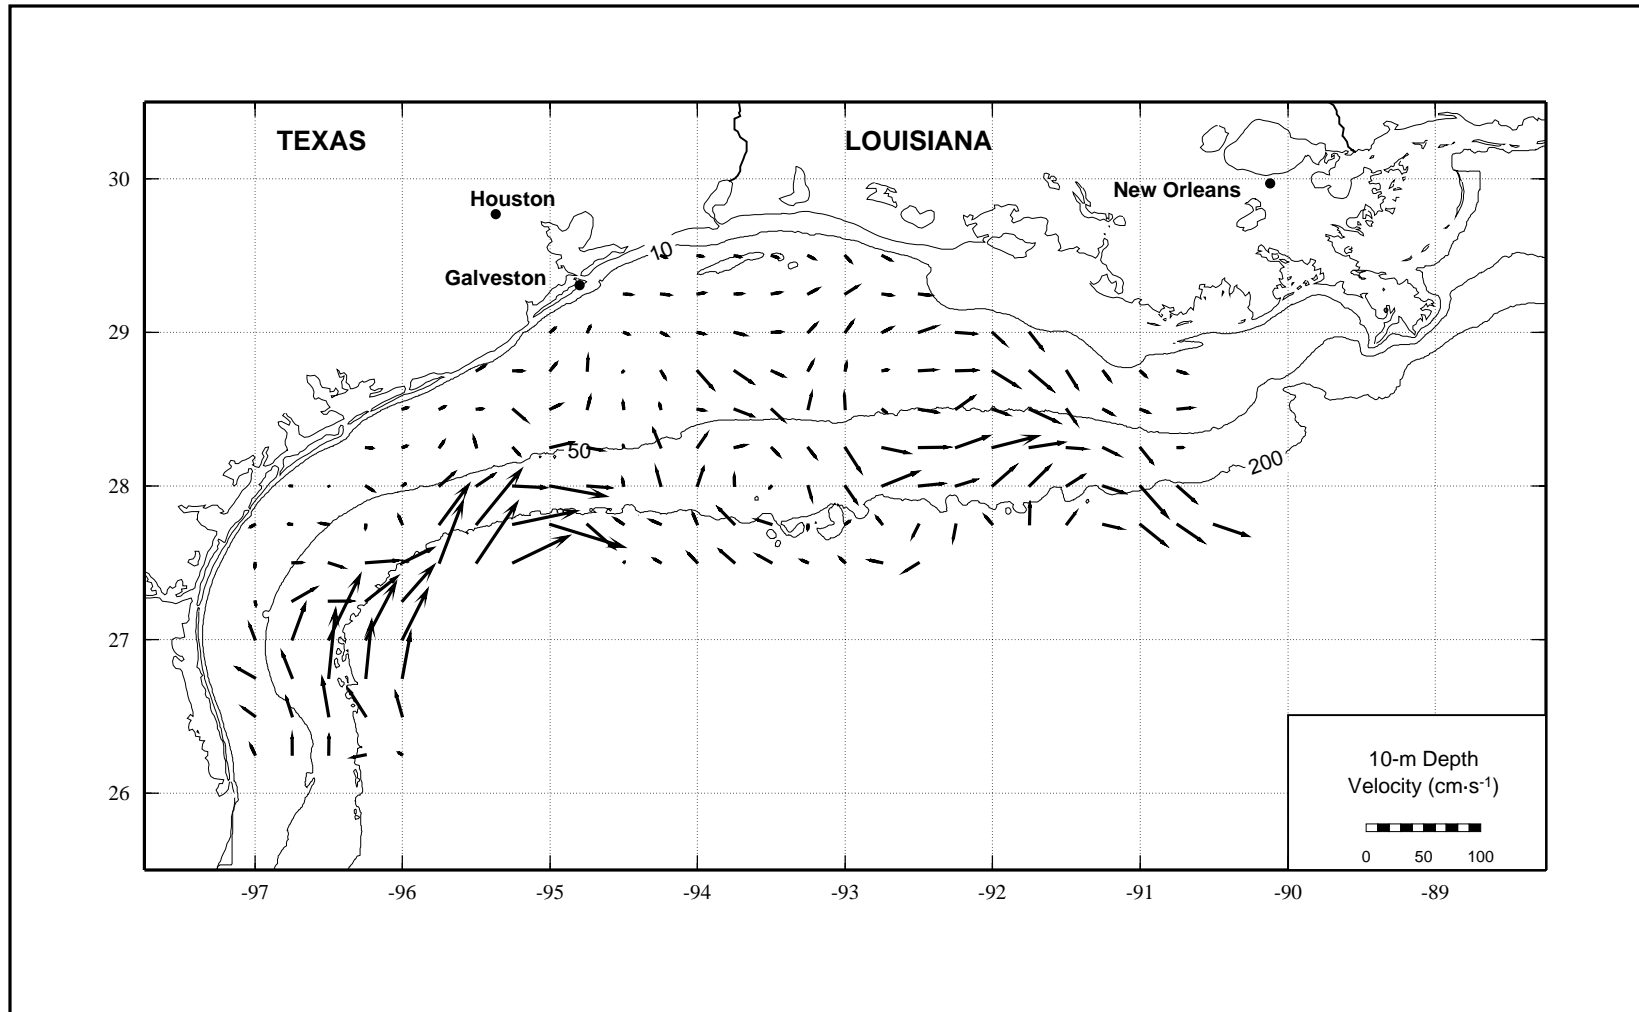 TEXAS
LOUISIANA
30
New Orleans
Houston
10
Galveston
29
50
200
28
27
26
10-m Depth
Velocity (cm·s-1)
0 50 100
-97 -96 -95 -94 -93 -92 -91 -90 -89